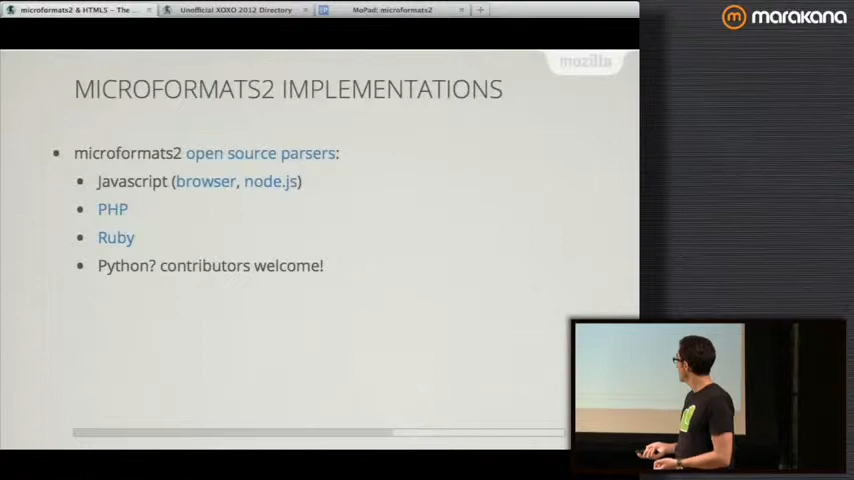 microformats2 & HTML5 – The ...
Unofficial XOXO 2012 Directory
MoPad: microformats2
marakana
mozilla
MICROFORMATS2 IMPLEMENTATIONS
microformats2 open source parsers:
Javascript (browser, node.js)
PHP
Ruby
Python? contributors welcome!